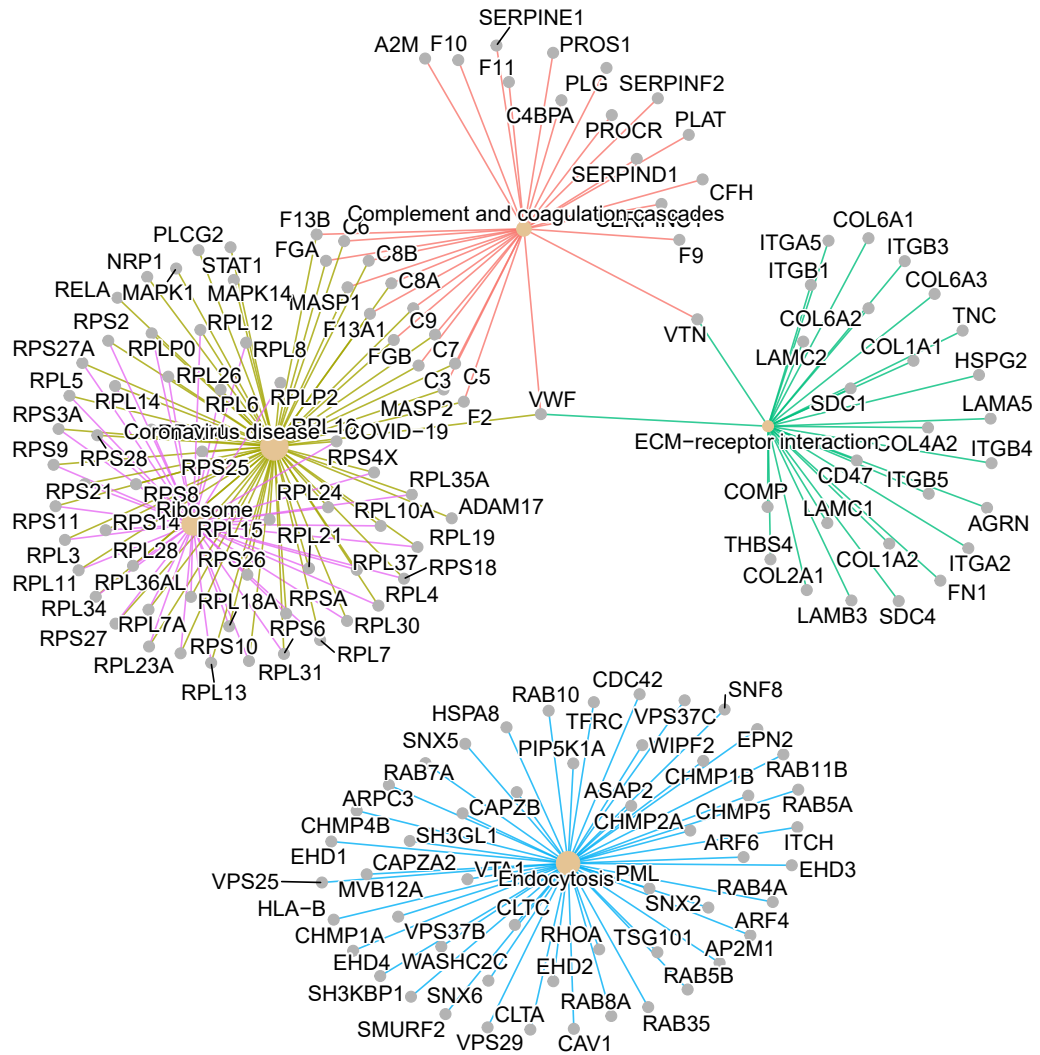 SERPINE1
A2M
F10
PROS1
F11
PLG
SERPINF2
C4BPA
PROCR
PLAT
SERPIND1
CFH
Complement and coagulation cascades
F9
F13B
C6
FGA
C8B
C8A
MASP1
F13A1
C9
FGB
C7
C3
C5
MASP2
F2
VWF
VTN
PLCG2
NRP1
STAT1
RELA
MAPK1
MAPK14
RPS2
RPL12
RPLP0
RPL8
RPS27A
RPL26
RPL5
RPL14
RPL6
RPLP2
RPS3A
Coronavirus disease − COVID−19
RPS9
RPS28
RPS25
RPS4X
RPS21
RPS8
RPL24
RPL35A
Ribosome
RPL10A
ADAM17
RPS11
RPS14
RPL15
RPL21
RPL19
RPL3
RPL28
RPS26
RPL37
RPS18
RPL11
RPL36AL
RPL18A
RPSA
RPL4
RPL34
RPL7A
RPS6
RPL30
RPS27
RPS10
RPL7
RPL23A
RPL31
RPL13
COL6A1
ITGA5
ITGB3
ITGB1
COL6A3
COL6A2
TNC
LAMC2
COL1A1
HSPG2
SDC1
LAMA5
ECM−receptor interaction
COL4A2
ITGB4
CD47
ITGB5
COMP
LAMC1
AGRN
THBS4
COL1A2
ITGA2
COL2A1
FN1
LAMB3
SDC4
CDC42
RAB10
SNF8
HSPA8
TFRC
VPS37C
SNX5
PIP5K1A
WIPF2
EPN2
RAB7A
CHMP1B
RAB11B
ARPC3
CAPZB
ASAP2
CHMP5
RAB5A
CHMP4B
SH3GL1
CHMP2A
ITCH
EHD1
CAPZA2
VTA1
ARF6
EHD3
VPS25
MVB12A
Endocytosis
PML
RAB4A
HLA−B
CLTC
SNX2
ARF4
CHMP1A
VPS37B
RHOA
TSG101
AP2M1
EHD4
WASHC2C
EHD2
RAB5B
SH3KBP1
SNX6
RAB8A
SMURF2
CLTA
RAB35
VPS29
CAV1